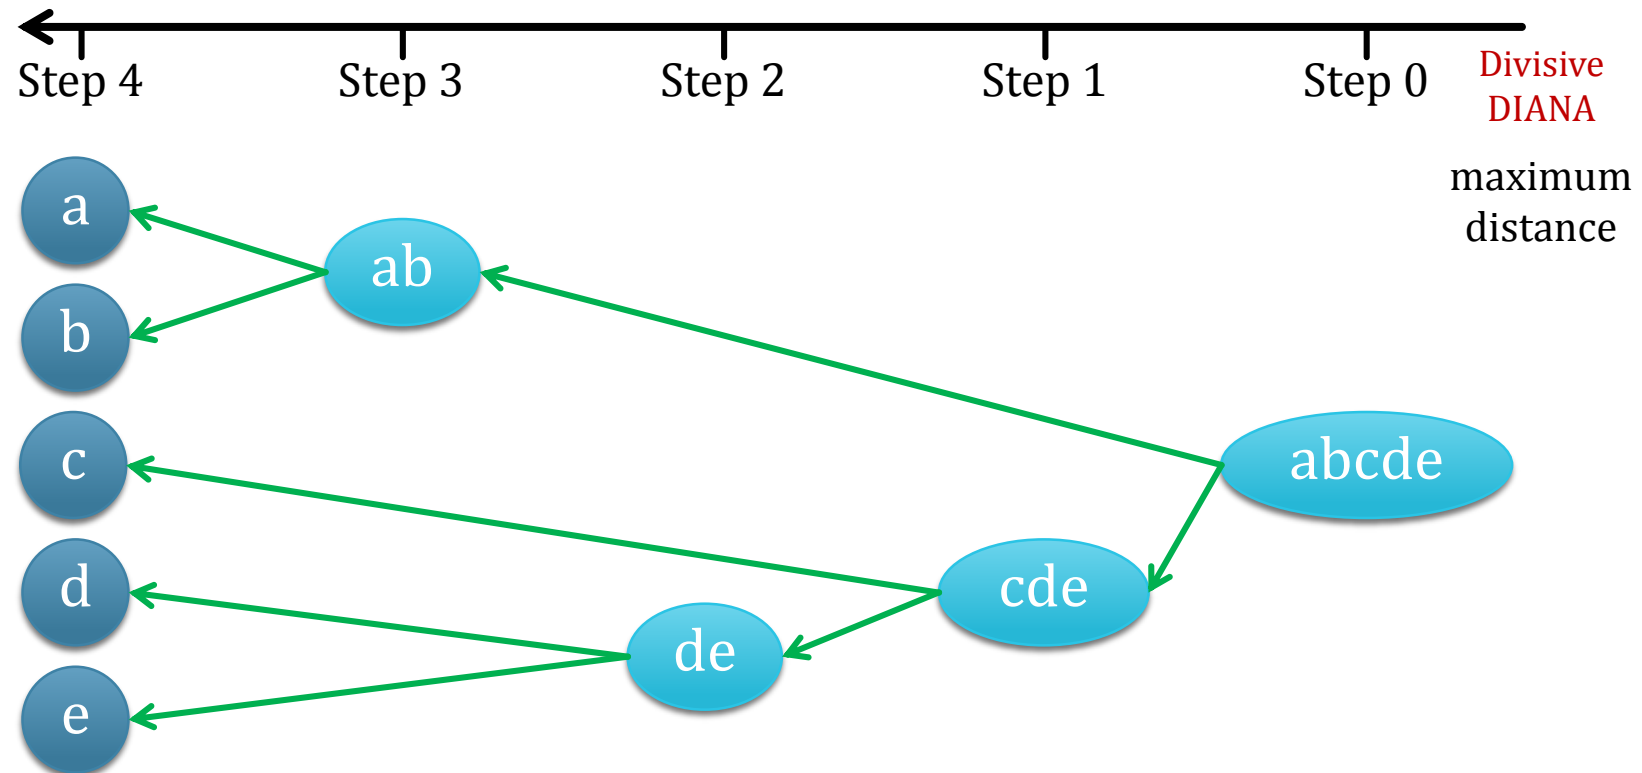 Step 4
Step 3
Step 2
Step 1
Step 0
Divisive
DIANA
maximum
distance
a
ab
b
c
abcde
d
cde
de
e